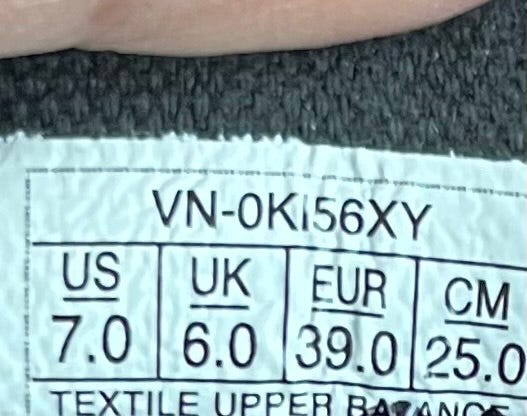 VN-0KI56XY
US UK EUR CM
7.0 6.0 39.0 25.0
TEXTILE UPPER